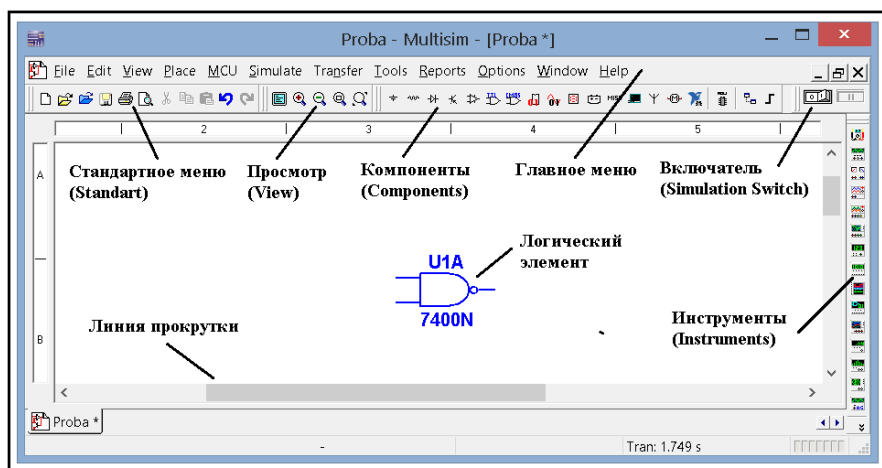 Proba - Multisim - [Proba *]
File Edit View Place MCU Simulate Transfer Tools Reports Options Window Help
2 3 4 5
A
Стандартное меню
(Standart)
Просмотр
(View)
Компоненты
(Components)
Главное меню
Включатель
(Simulation Switch)
Логический
элемент
U1A
7400N
B
Линия прокрутки
Инструменты
(Instruments)
Proba *
- Tran: 1.749 s